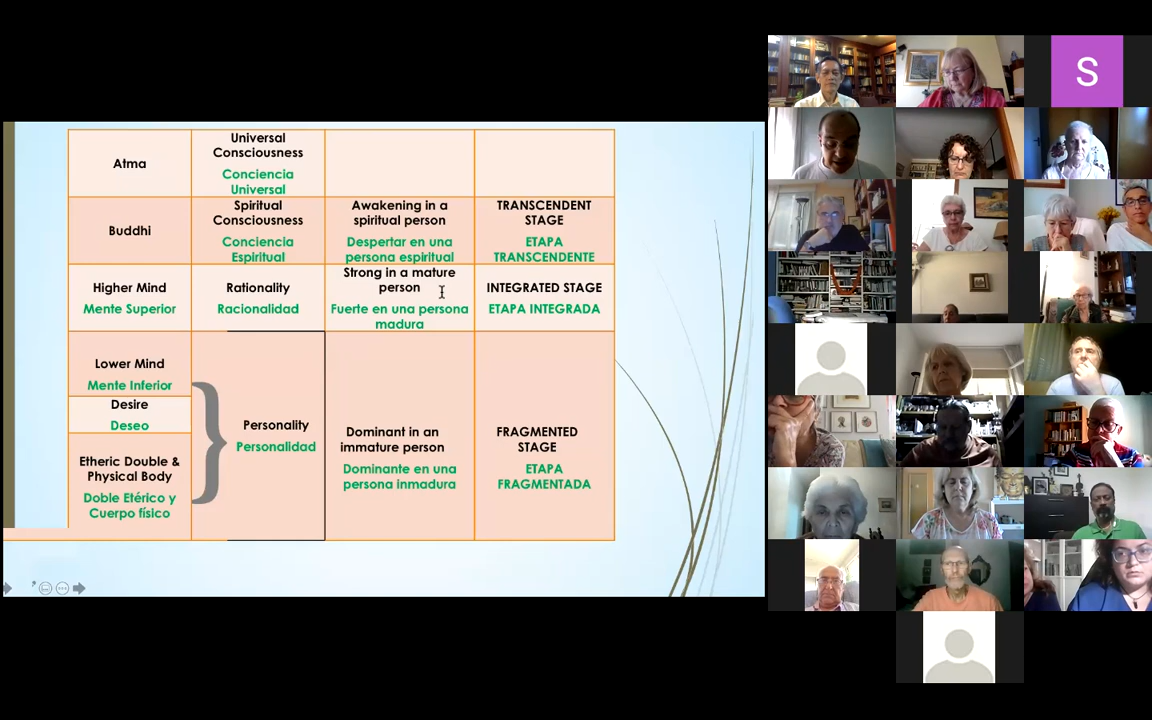 Atma
Universal
Consciousness
Conciencia
Universal
Buddhi
Spiritual
Consciousness
Conciencia
Espiritual
Awakening in a
spiritual person
Despertar en una
persona espiritual
TRANSCENDENT
STAGE
ETAPA
TRANSCENDENTE
Higher Mind
Mente Superior
Rationality
Racionalidad
Strong in a mature
person
Fuerte en una persona
madura
INTEGRATED STAGE
ETAPA INTEGRADA
Lower Mind
Mente Inferior
Desire
Deseo
Etheric Double &
Physical Body
Doble Etérico y
Cuerpo físico
Personality
Personalidad
Dominant in an
immature person
Dominante en una
persona inmadura
FRAGMENTED
STAGE
ETAPA
FRAGMENTADA
S